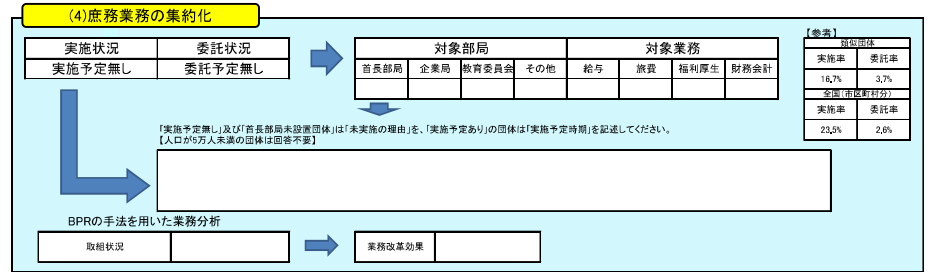 (4)庶務業務の集約化
実施状況 委託状況
実施予定無し 委託予定無し
対象部局 対象業務
首長部局 企業局 教育委員会 その他 給与 旅費 福利厚生 財務会計
【参考】
類似団体
実施率 委託率
16.7% 3.7%
全国(市区町村分)
実施率 委託率
23.5% 2.6%
「実施予定無し」及び「首長部局未設置団体」は「未実施の理由」を、「実施予定あり」の団体は「実施予定時期」を記述してください。
【人口が5万人未満の団体は回答不要】
BPRの手法を用いた業務分析
取組状況 業務改革効果